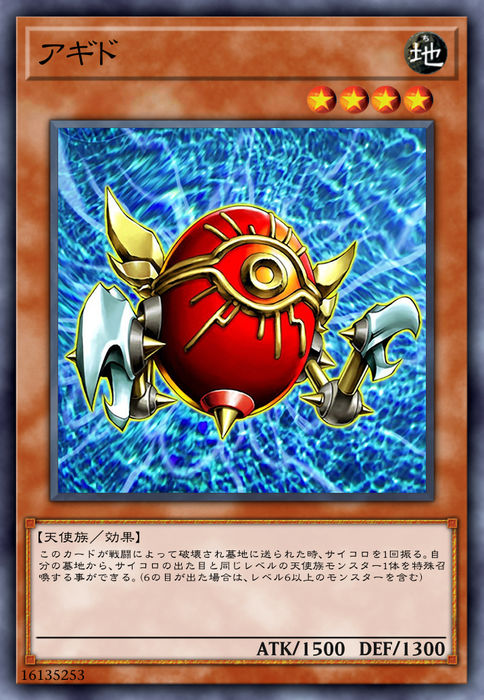 アギド
ち
地
【天使族／効果】
このカードが戦闘によって破壊され墓地に送られた時、サイコロを1回振る。自
分の墓地から、サイコロの出た目と同じレベルの天使族モンスター1体を特殊召
喚する事ができる。(6の目が出た場合は、レベル6以上のモンスターを含む)
ATK/1500 DEF/1300
16135253